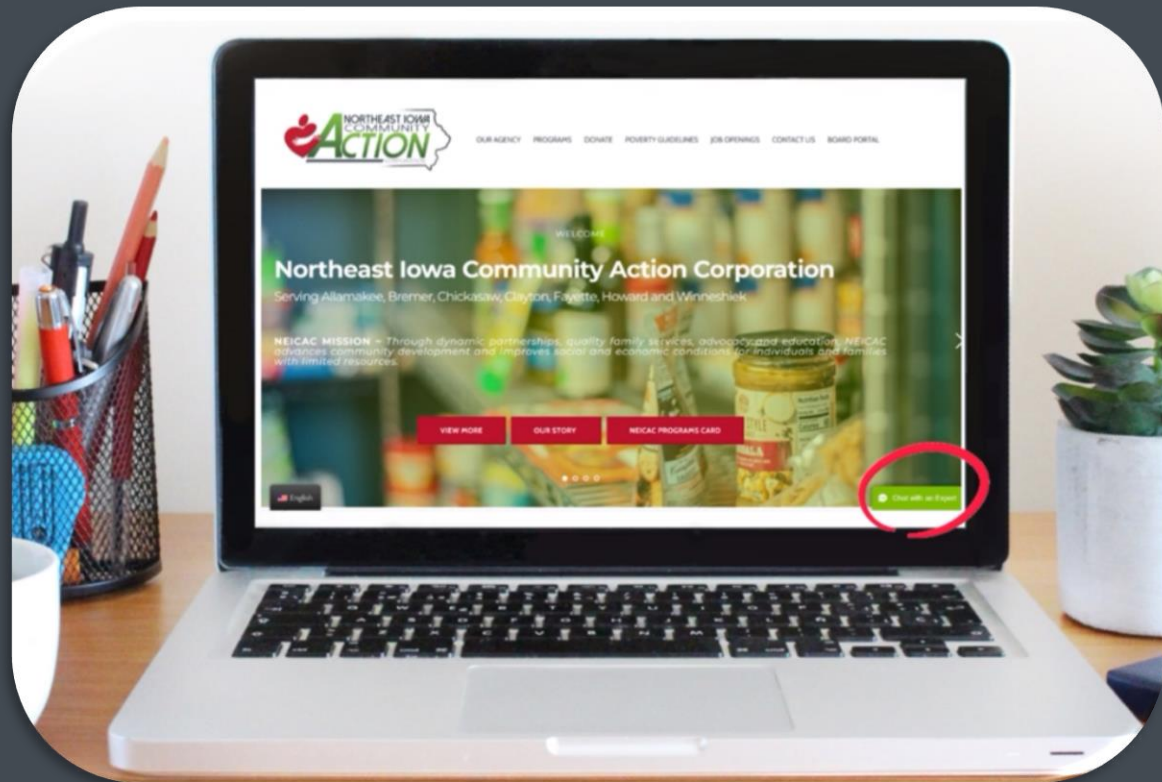 NORTHEAST IOWA
COMMUNITY
ACTION
OUR AGENCY PROGRAMS DONATE POVERTY GUIDELINES JOB OPENINGS CONTACT US BOARD PORTAL
WELCOME
Northeast Iowa Community Action Corporation
Serving Allamakee, Bremer, Chickasaw, Clayton, Fayette, Howard and Winneshiek
NEICAC MISSION – Through dynamic partnerships, quality family services, advocacy and education, NEICAC
advances community development and improves social and economic conditions for individuals and families
with limited resources.
VIEW MORE OUR STORY NEICAC PROGRAMS CARD
English
Chat with an Expert